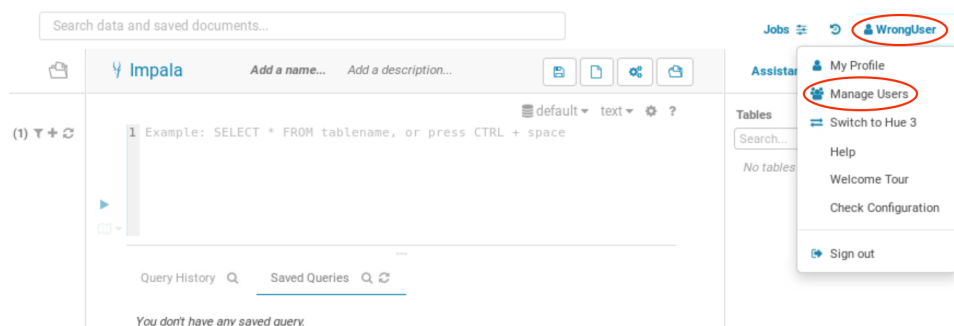 Search data and saved documents...
Jobs
WrongUser
Impala
Add a name...
Add a description...
Assistan
My Profile
Manage Users
Switch to Hue 3
Help
Welcome Tour
Check Configuration
Sign out
(1)
default
text
?
1 Example: SELECT * FROM tablename, or press CTRL + space
Tables
Search...
No tables
Query History
Saved Queries
You don't have any saved query.